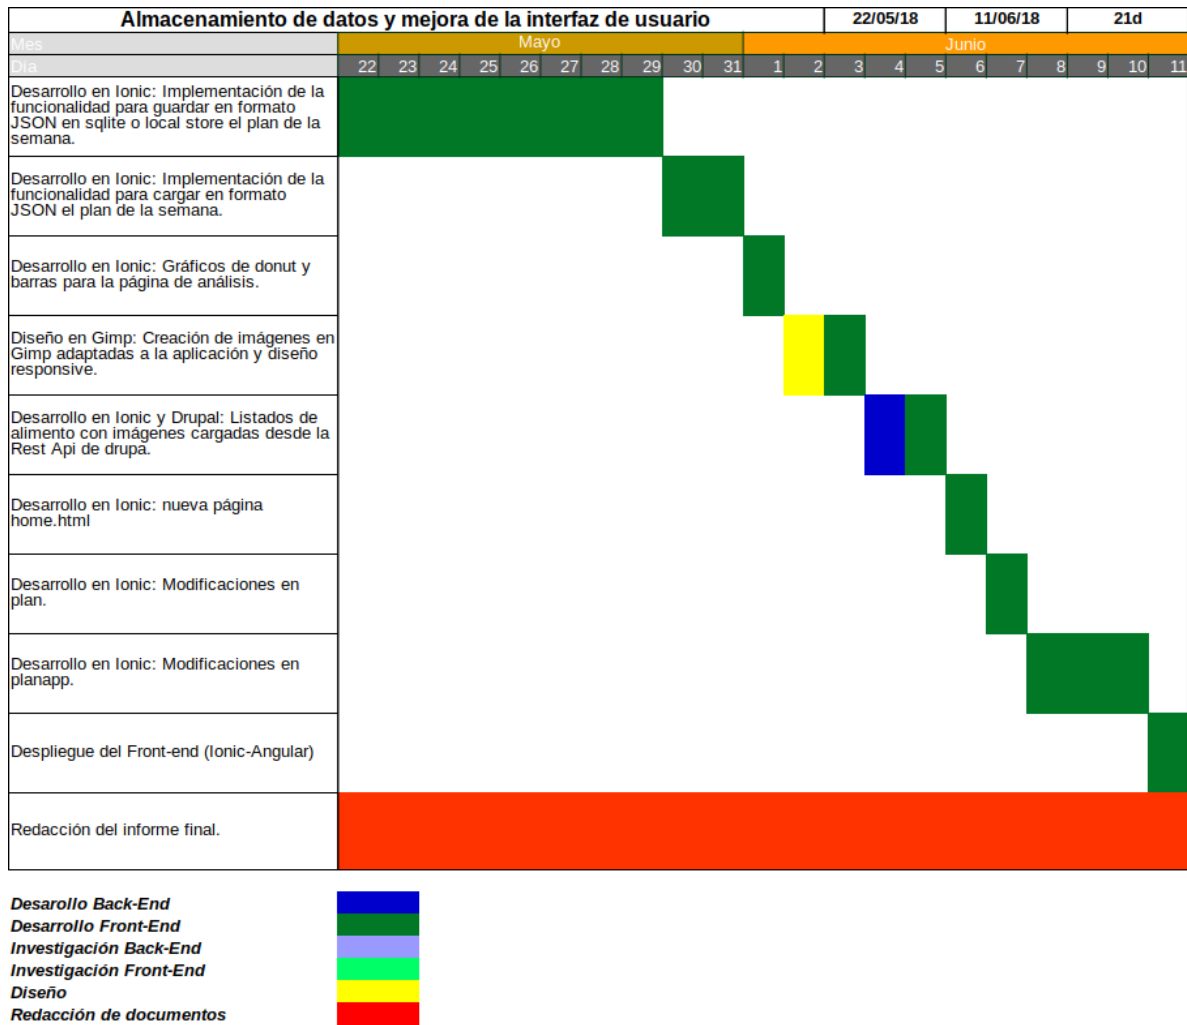 Almacenamiento de datos y mejora de la interfaz de usuario 22/05/18 11/06/18 21d
Mes Mayo Junio
Día 22 23 24 25 26 27 28 29 30 31 1 2 3 4 5 6 7 8 9 10 11
Desarrollo en Ionic: Implementación de la
funcionalidad para guardar en formato
JSON en sqlite o local store el plan de la
semana.
Desarrollo en Ionic: Implementación de la
funcionalidad para cargar en formato
JSON el plan de la semana.
Desarrollo en Ionic: Gráficos de donut y
barras para la página de análisis.
Diseño en Gimp: Creación de imágenes en
Gimp adaptadas a la aplicación y diseño
responsive.
Desarrollo en Ionic y Drupal: Listados de
alimento con imágenes cargadas desde la
Rest Api de drupa.
Desarrollo en Ionic: nueva página
home.html
Desarrollo en Ionic: Modificaciones en
plan.
Desarrollo en Ionic: Modificaciones en
planapp.
Despliegue del Front-end (Ionic-Angular)
Redacción del informe final.
Desarollo Back-End
Desarrollo Front-End
Investigación Back-End
Investigación Front-End
Diseño
Redacción de documentos